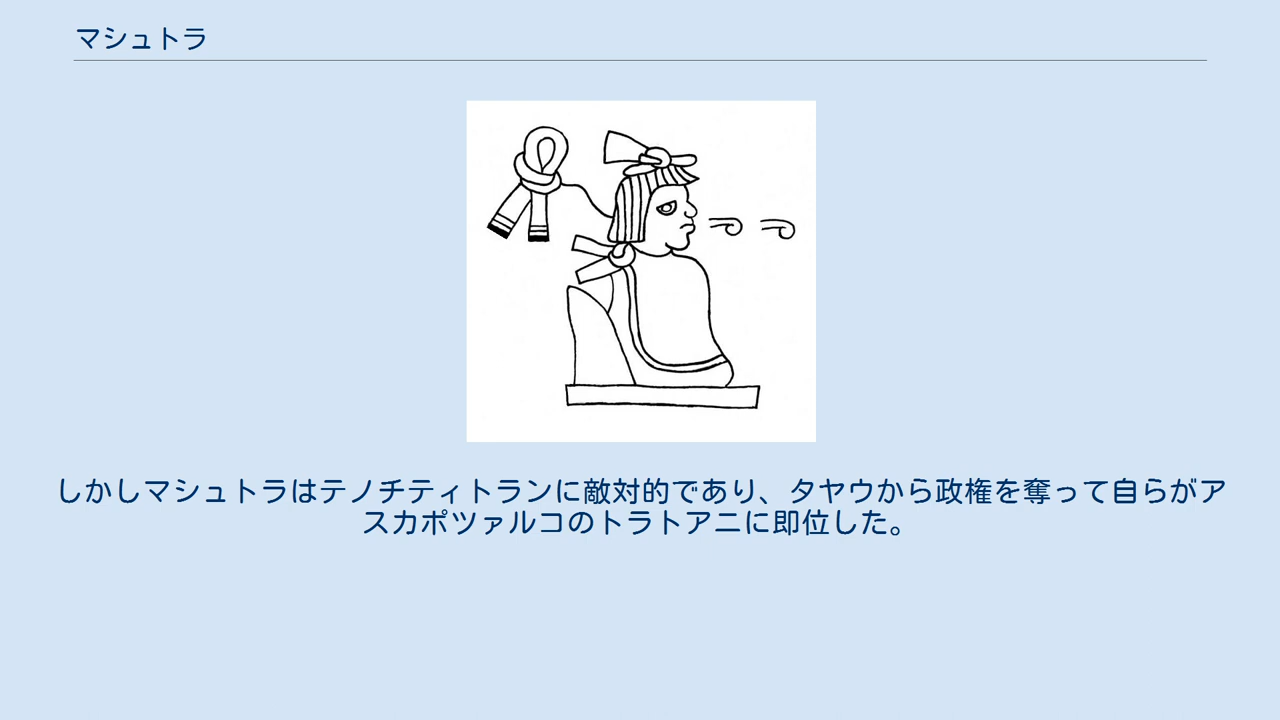 マシュトラ
しかしマシュトラはテノチティトランに敵対的であり、タヤウから政権を奪って自らがア
スカポツァルコのトラトアニに即位した。